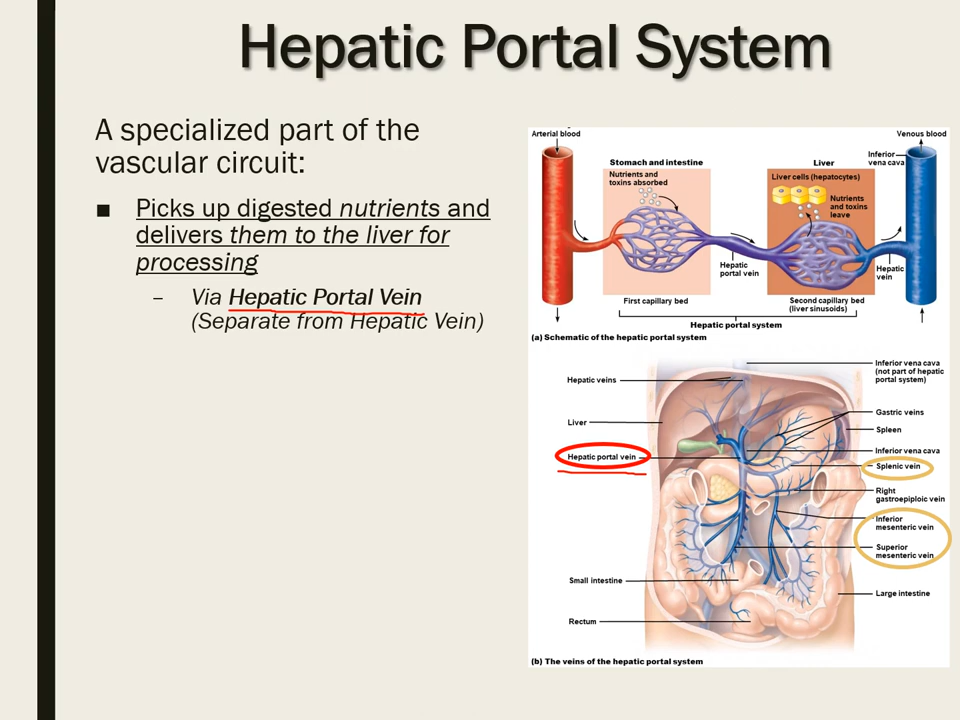 Hepatic Portal System
A specialized part of the
vascular circuit:
■ Picks up digested nutrients and
delivers them to the liver for
processing
– Via Hepatic Portal Vein
(Separate from Hepatic Vein)
Arterial blood
Venous blood
Stomach and intestine
Liver
Inferior
vena cava
Nutrients and
toxins absorbed
Liver cells (hepatocytes)
Nutrients
and toxins
leave
Hepatic
portal vein
Hepatic
vein
First capillary bed
Second capillary bed
(liver sinusoids)
Hepatic portal system
(a) Schematic of the hepatic portal system
Hepatic veins
Liver
Hepatic portal vein
Small intestine
Rectum
Inferior vena cava
(not part of hepatic
portal system)
Gastric veins
Spleen
Inferior vena cava
Splenic vein
Right
gastroepiploic vein
Inferior
mesenteric vein
Superior
mesenteric vein
Large intestine
(b) The veins of the hepatic portal system